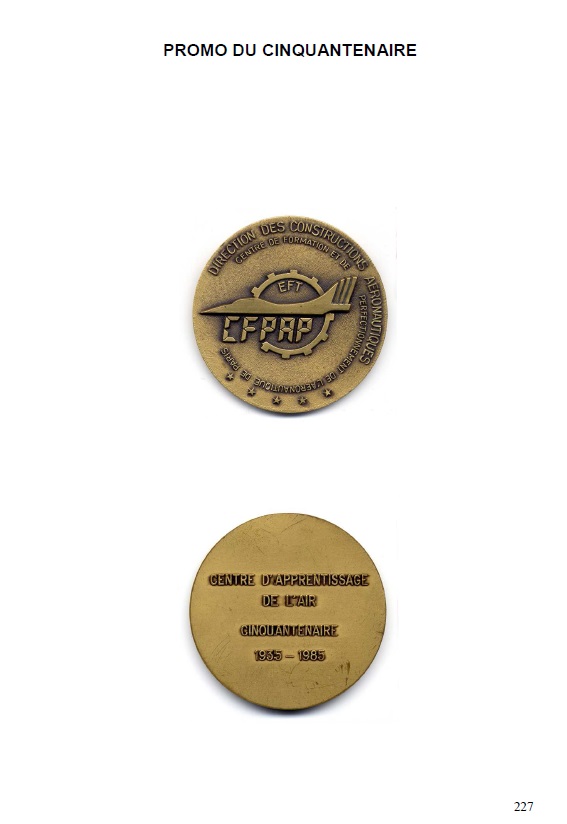 PROMO DU CINQUANTENAIRE
DIRECTION DES CONSTRUCTIONS AERONAUTIQUES
CENTRE DE FORMATION ET DE
PERFECTIONNEMENT DE L'AERONAUTIQUE DE PARIS
EFT
CFPAP
CENTRE D'APPRENTISSAGE
DE L'AIR
CINQUANTENAIRE
1935 - 1985
227